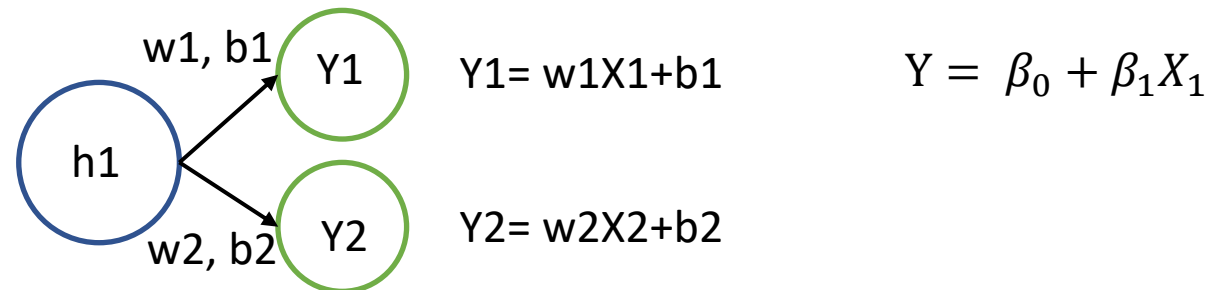 w1, b1
Y1
Y1= w1X1+b1
Y = β₀ + β₁X₁
h1
w2, b2
Y2
Y2= w2X2+b2